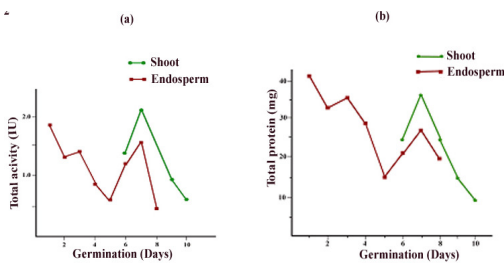 (a)
Shoot
Endosperm
Total acivity (IU)
2.0
1.0
2
4
6
8
10
Germination (Days)
(b)
Shoot
Endosperm
Total protein (mg)
40
30
20
10
2
4
6
8
10
Germination (Days)